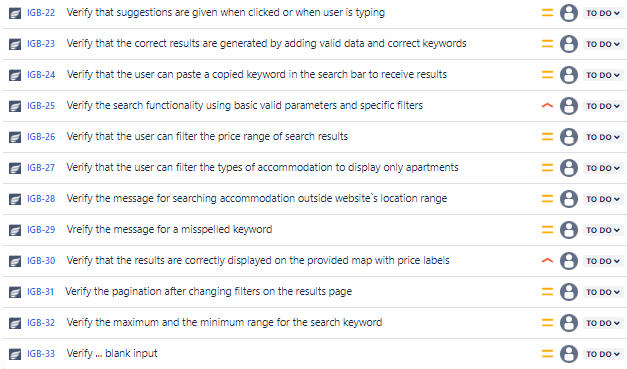 IGB-22 Verify that suggestions are given when clicked or when user is typing TO DO
IGB-23 Verify that the correct results are generated by adding valid data and correct keywords TO DO
IGB-24 Verify that the user can paste a copied keyword in the search bar to receive results TO DO
IGB-25 Verify the search functionality using basic valid parameters and specific filters TO DO
IGB-26 Verify that the user can filter the price range of search results TO DO
IGB-27 Verify that the user can filter the types of accommodation to display only apartments TO DO
IGB-28 Verify the message for searching accommodation outside website`s location range TO DO
IGB-29 Vreify the message for a misspelled keyword TO DO
IGB-30 Verify that the results are correctly displayed on the provided map with price labels TO DO
IGB-31 Verify the pagination after changing filters on the results page TO DO
IGB-32 Verify the maximum and the minimum range for the search keyword TO DO
IGB-33 Verify ... blank input TO DO